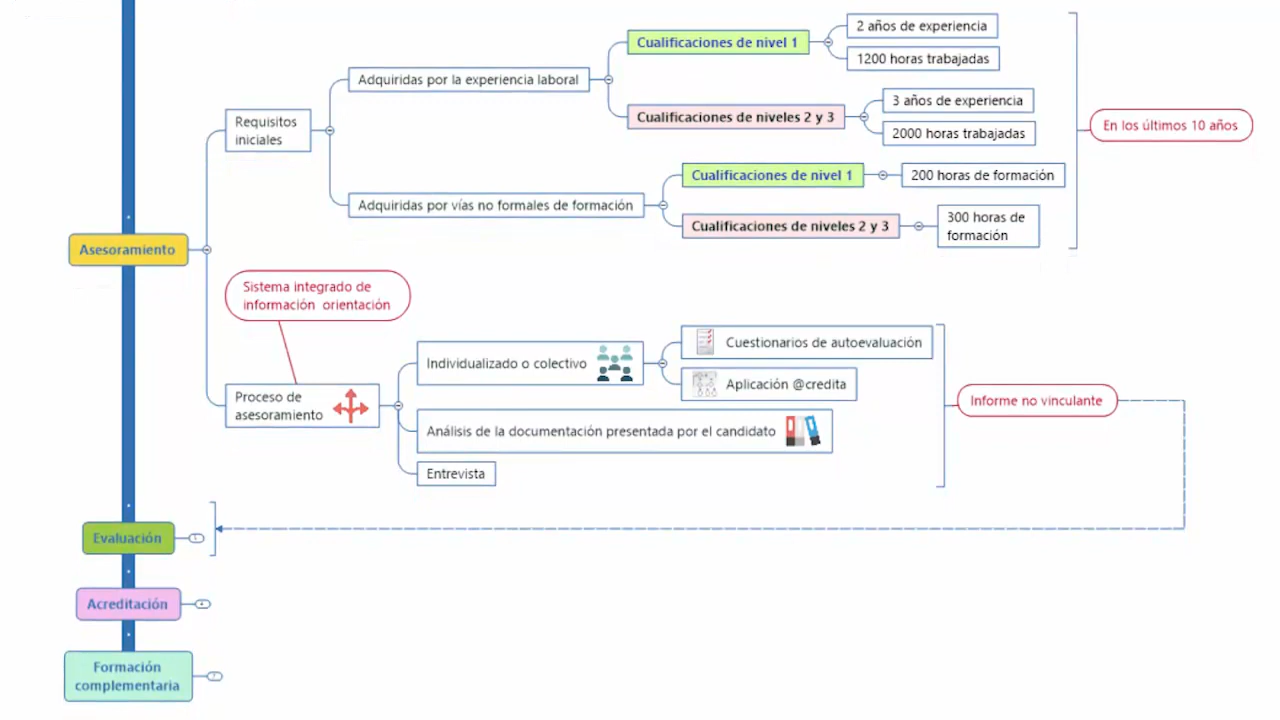 2 años de experiencia
Cualificaciones de nivel 1
1200 horas trabajadas
Adquiridas por la experiencia laboral
3 años de experiencia
Cualificaciones de niveles 2 y 3
2000 horas trabajadas
En los últimos 10 años
Requisitos
iniciales
Cualificaciones de nivel 1
200 horas de formación
Adquiridas por vías no formales de formación
Cualificaciones de niveles 2 y 3
300 horas de
formación
Asesoramiento
Sistema integrado de
información orientación
Cuestionarios de autoevaluación
Individualizado o colectivo
Aplicación @credita
Proceso de
asesoramiento
Informe no vinculante
Análisis de la documentación presentada por el candidato
Entrevista
Evaluación
Acreditación
Formación
complementaria